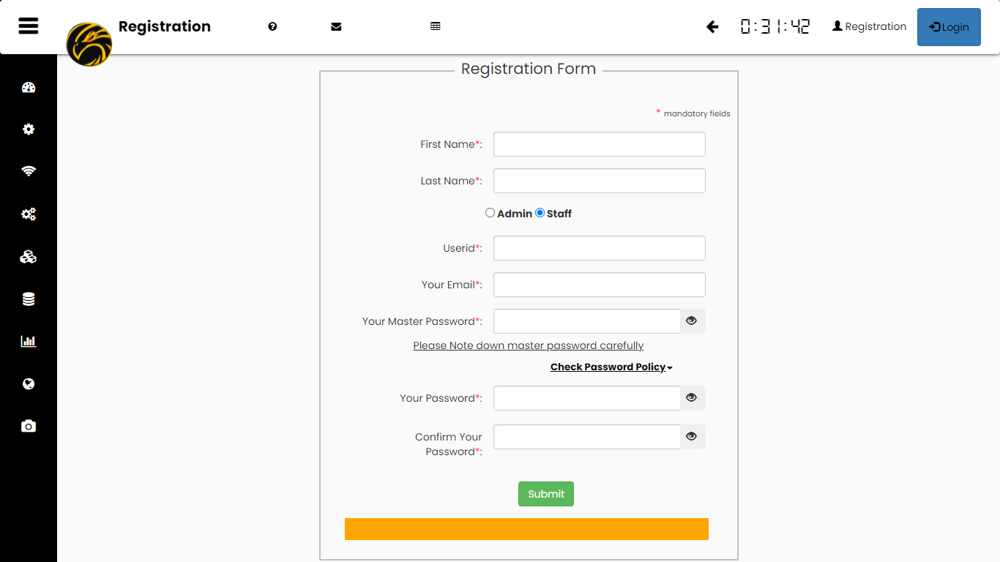 Registration
0:31:42
Registration
Login
Registration Form
* mandatory fields
First Name*:
Last Name*:
Admin Staff
Userid*:
Your Email*:
Your Master Password*:
Please Note down master password carefully
Check Password Policy
Your Password*:
Confirm Your
Password*:
Submit